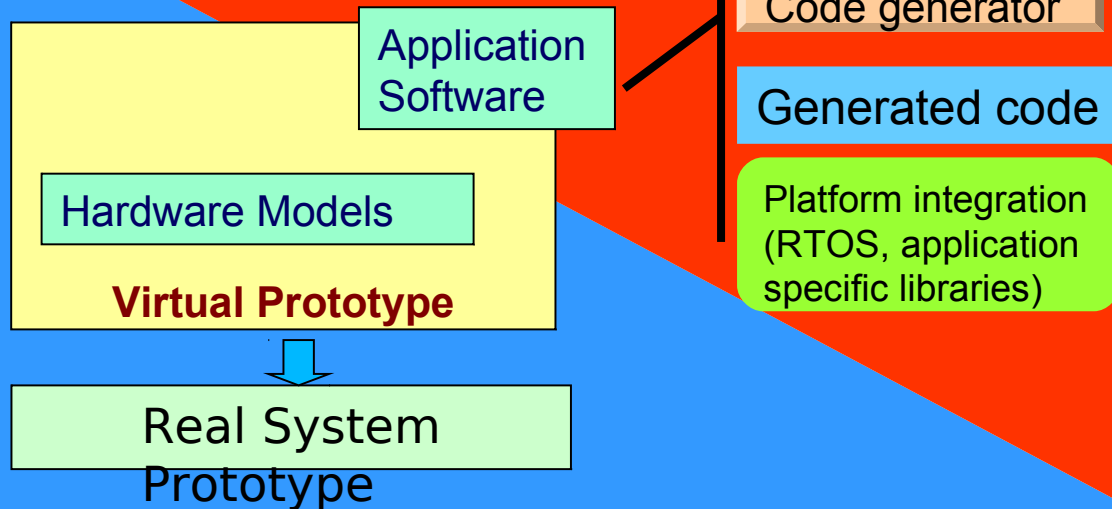 Application
Software
Hardware Models
Virtual Prototype
Real System
Prototype
Code generator
Generated code
Platform integration
(RTOS, application
specific libraries)